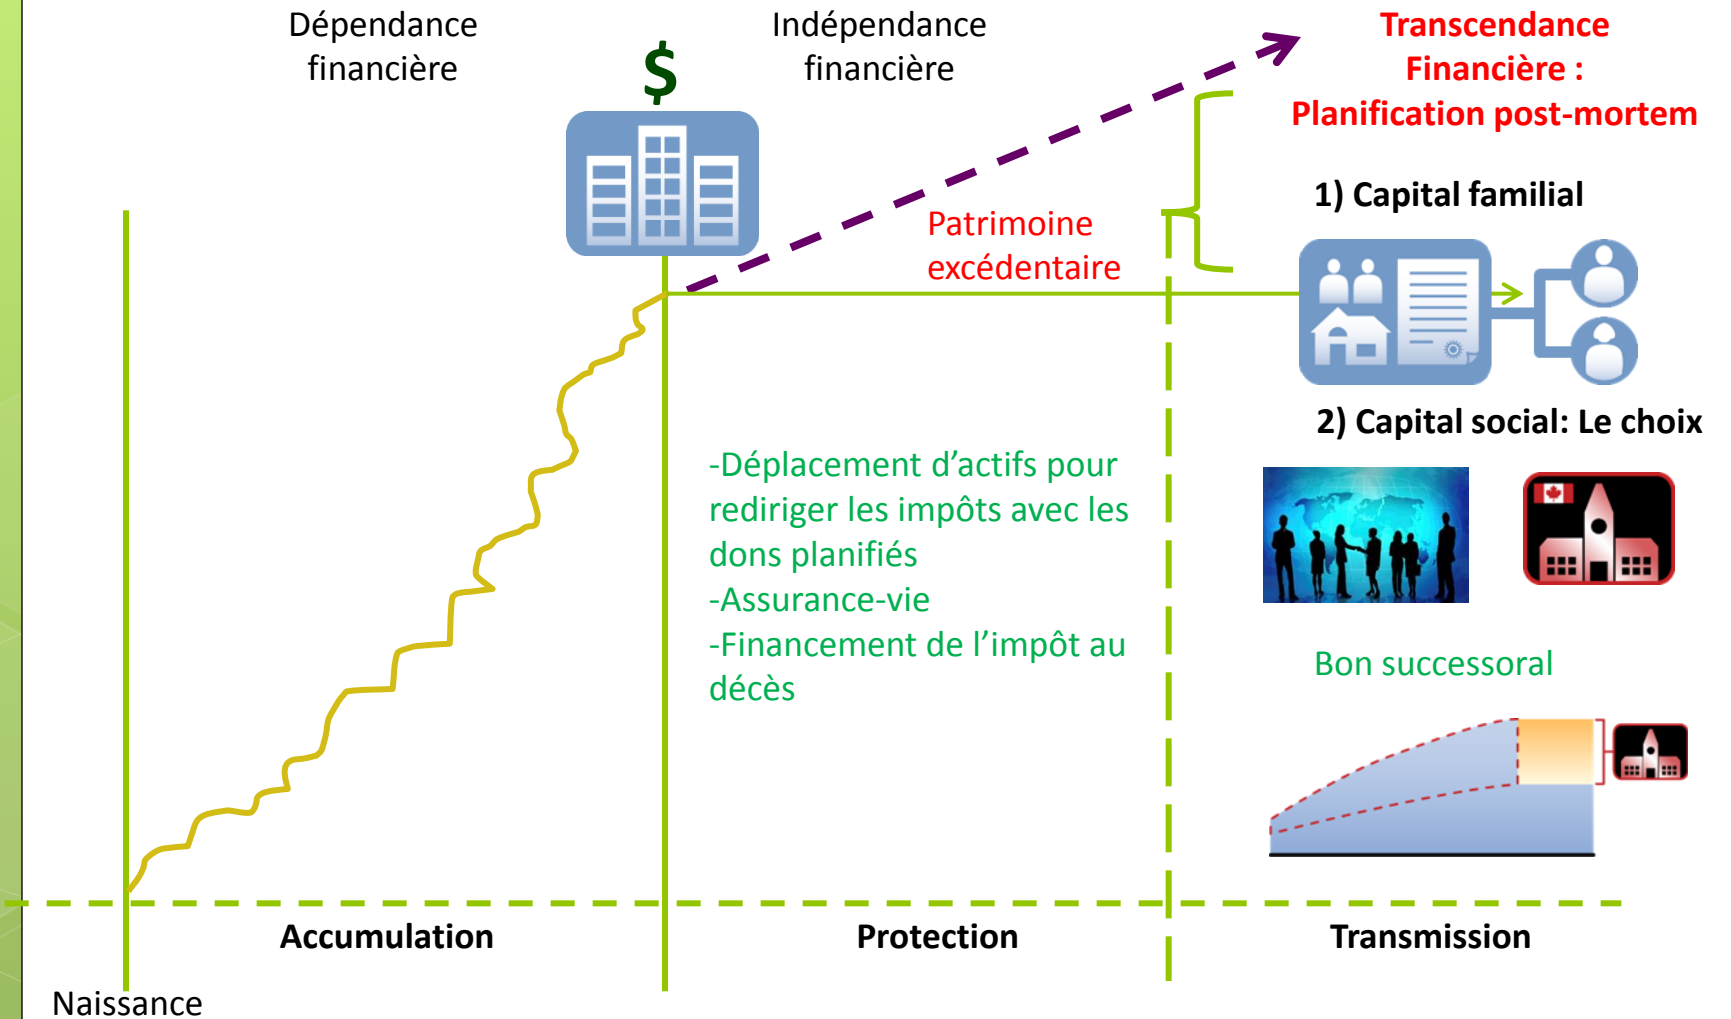 Dépendance
financière
$
Indépendance
financière
Transcendance
Financière :
Planification post-mortem
1) Capital familial
Patrimoine
excédentaire
2) Capital social: Le choix
-Déplacement d’actifs pour
rediriger les impôts avec les
dons planifiés
-Assurance-vie
-Financement de l’impôt au
décès
Bon successoral
Accumulation
Protection
Transmission
Naissance